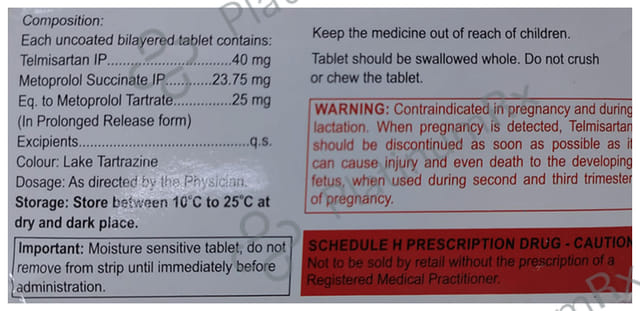 Composition:
Each uncoated bilayered tablet contains:
Telmisartan IP..............................40 mg
Metoprolol Succinate IP............23.75 mg
Eq. to Metoprolol Tartrate..............25 mg
(In Prolonged Release form)
Excipients.......................................q.s.
Colour: Lake Tartrazine
Dosage: As directed by the Physician.
Storage: Store between 10°C to 25°C at
dry and dark place.
Important: Moisture sensitive tablet, do not
remove from strip until immediately before
administration.
Keep the medicine out of reach of children.
Tablet should be swallowed whole. Do not crush
or chew the tablet.
WARNING: Contraindicated in pregnancy and during
lactation. When pregnancy is detected, Telmisartan
should be discontinued as soon as possible as it
can cause injury and even death to the developing
fetus, when used during second and third trimester
of pregnancy.
SCHEDULE H PRESCRIPTION DRUG - CAUTION
Not to be sold by retail without the prescription of a
Registered Medical Practitioner.
PlatinumRx